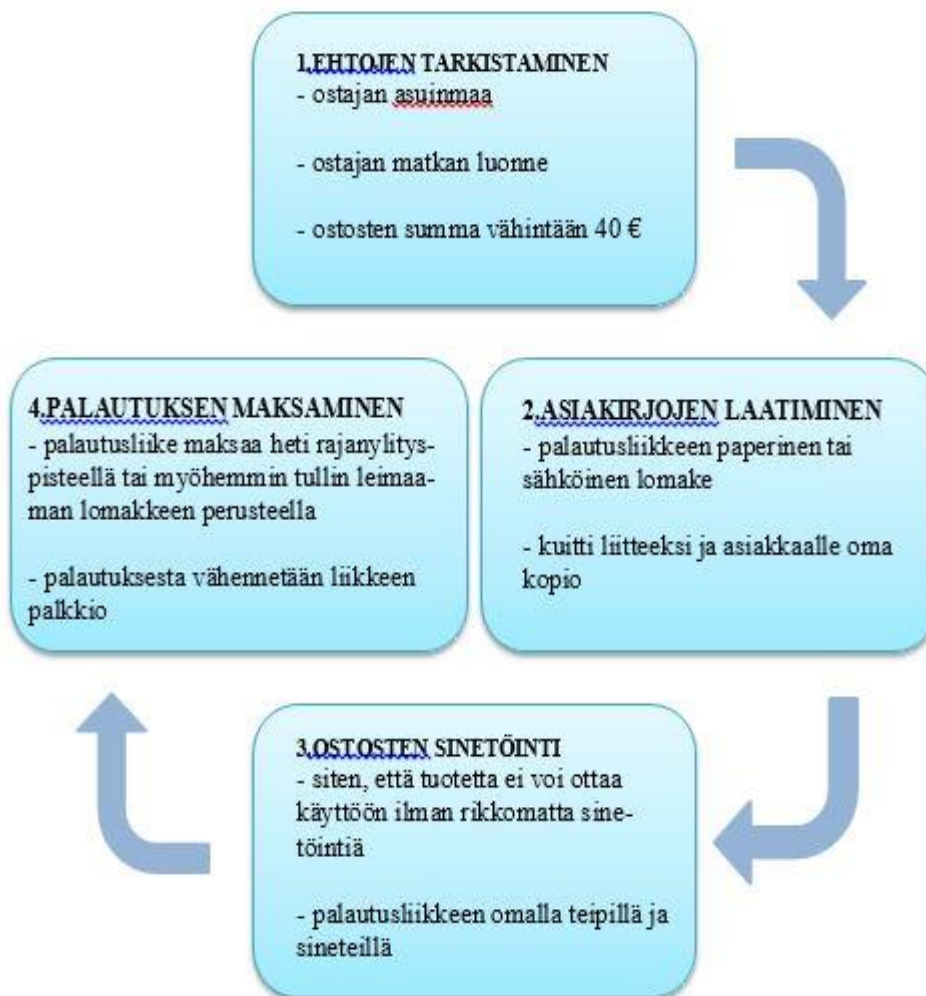 1.EHTOJEN TARKISTAMINEN
- ostajan asuinmaa
- ostajan matkan luonne
- ostosten summa vähintään 40 €
2.ASIAKIRJOJEN LAATIMINEN
- palautusliikkeen paperinen tai
sähköinen lomake
- kuitti liitteeksi ja asiakkaalle oma
kopio
3.OSTOSTEN SINETÖINTI
- siten, että tuotetta ei voi ottaa
käyttöön ilman rikkomatta sine-
töintiä
- palautusliikkeen omalla teipillä ja
sineteillä
4.PALAUTUKSEN MAKSAMINEN
- palautusliike maksaa heti rajanylitys-
pisteellä tai myöhemmin tullin leimaa-
man lomakkeen perusteella
- palautuksesta vähennetään liikkeen
palkkio